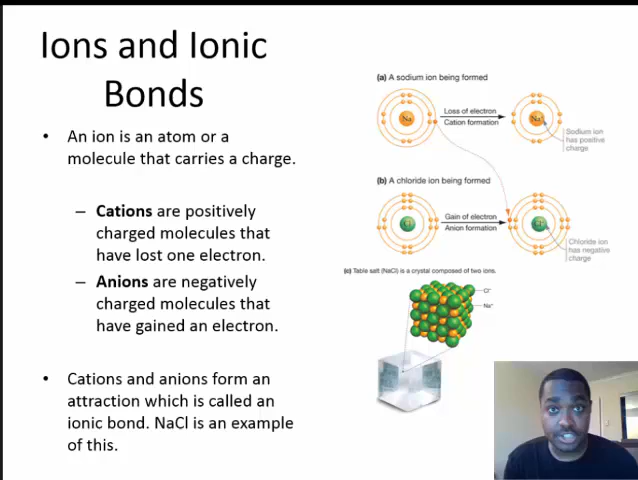 Ions and Ionic
Bonds
• An ion is an atom or a
molecule that carries a charge.
– Cations are positively
charged molecules that
have lost one electron.
– Anions are negatively
charged molecules that
have gained an electron.
• Cations and anions form an
attraction which is called an
ionic bond. NaCl is an example
of this.
(a) A sodium ion being formed
Na
Loss of electron
Cation formation
Na⁺
Sodium ion
has positive
charge
(b) A chloride ion being formed
Gain of electron
Anion formation
Chloride ion
has negative
charge
(c) Table salt (NaCl) is a crystal composed of two ions.
Cl⁻
Na⁺